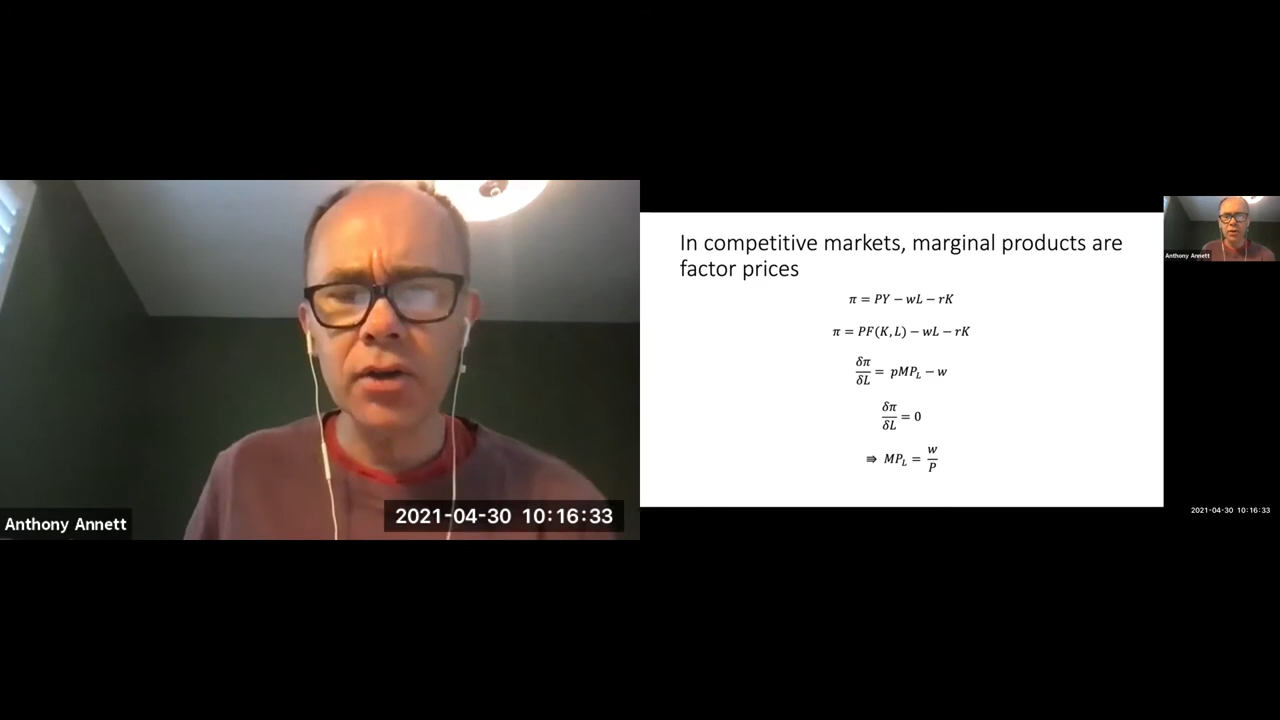 Anthony Annett
2021-04-30 10:16:33
In competitive markets, marginal products are
factor prices
π = PY − wL − rK
π = PF(K, L) − wL − rK
δπ/δL = pMP_L − w
δπ/δL = 0
⇛ MP_L = w/P
Anthony Annett
2021-04-30 10:16:33